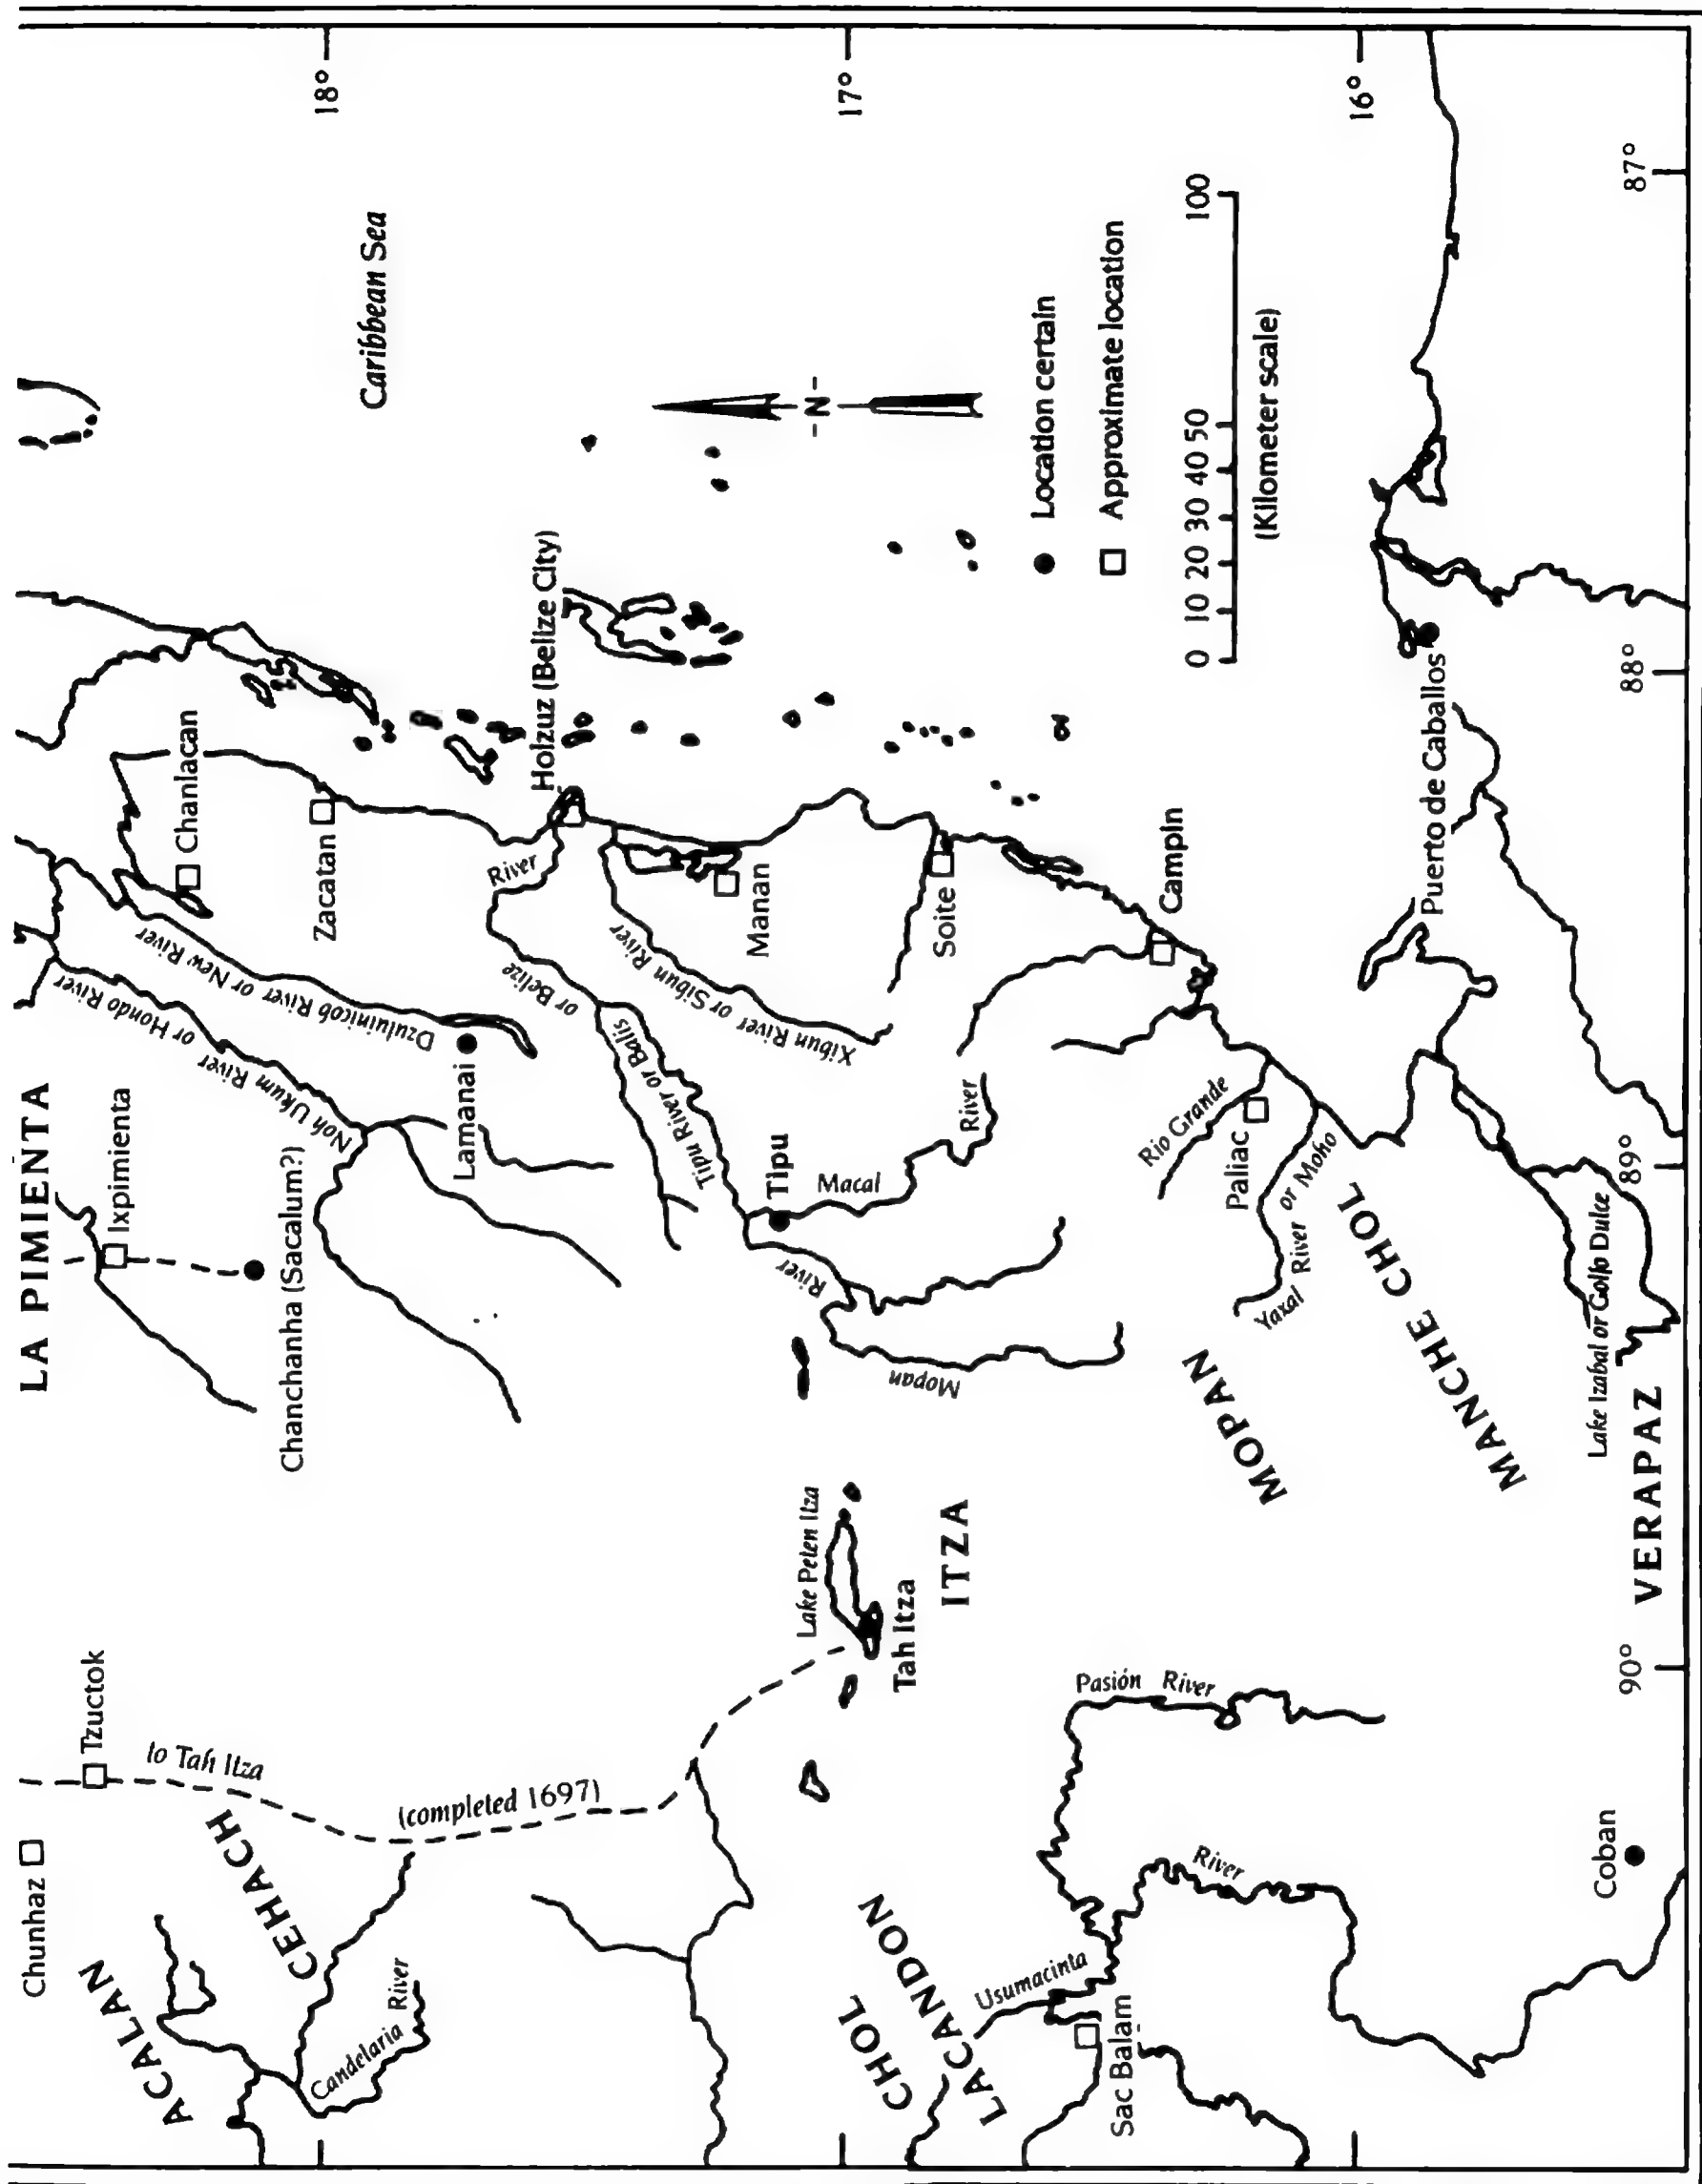 LA PIMIENTA
Chunhaz
Tzuctok
Ixpimienta
ACALAN
CEHACH
to Tah Itza
(completed 1697)
Candelaria River
Chanchanha (Sacalum?)
Noh Ukum River or Hondo River
Dzuluinicob River or New River
Chanlacan
Zacatan
Lamanai
Caribbean Sea
18°
Holzuz (Belize City)
Tipu River or Balis
or Belize
River
Xibun River or Sibun River
Manan
Tipu
Macal
River
Mopan
River
Lake Peten Itza
Tah Itza
ITZA
17°
-N-
Soite
CHOL
LACANDON
Usumacinta
River
Sac Balam
Pasión River
Location certain
Approximate location
0 10 20 30 40 50 100
(Kilometer scale)
Campin
Rio Grande
Paliac
Yaxal River or Moho
MOPAN
MANCHE CHOL
16°
Puerto de Caballos
Lake Izabal or Golfo Dulce
Coban
VERAPAZ
90°
89°
88°
87°